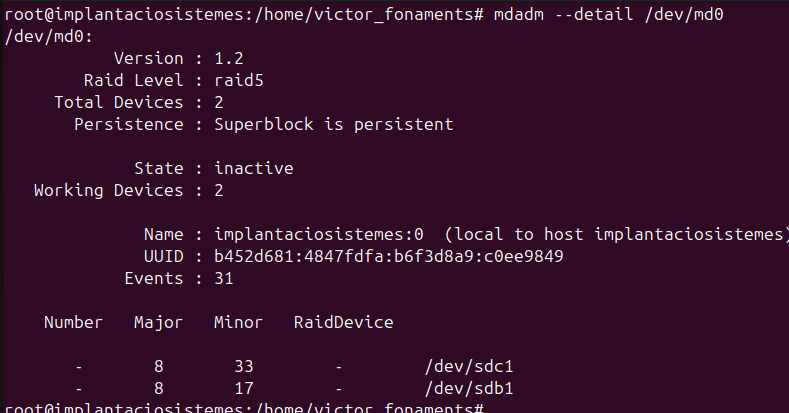 root@implantaciosistemes:/home/victor_fonaments# mdadm --detail /dev/md0
/dev/md0:
Version : 1.2
Raid Level : raid5
Total Devices : 2
Persistence : Superblock is persistent
State : inactive
Working Devices : 2
Name : implantaciosistemes:0 (local to host implantaciosistemes)
UUID : b452d681:4847fdfa:b6f3d8a9:c0ee9849
Events : 31
Number Major Minor RaidDevice
- 8 33 - /dev/sdc1
- 8 17 - /dev/sdb1
root@implantaciosistemes:/home/victor_fonaments#